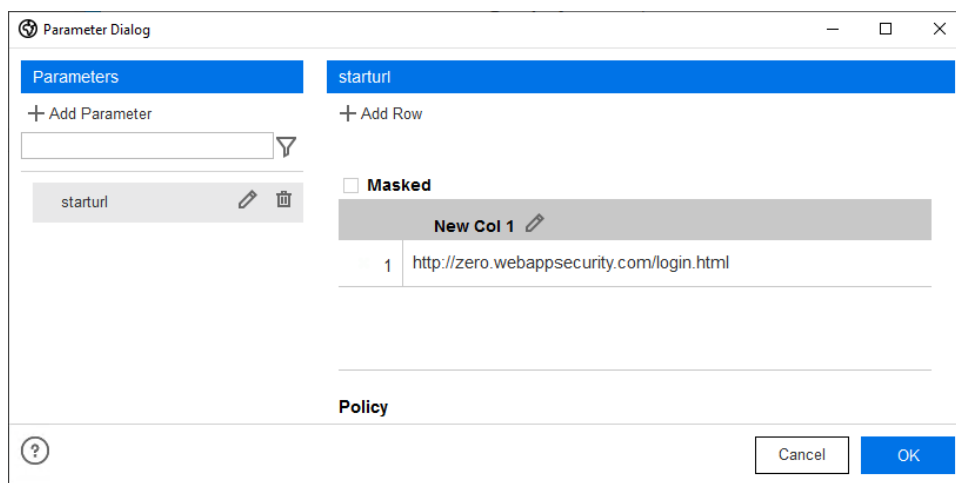 Parameter Dialog
Parameters
+ Add Parameter
starurl
starturl
+ Add Row
Masked
New Col 1
1 http://zero.webappsecurity.com/login.html
Policy
?
Cancel
OK